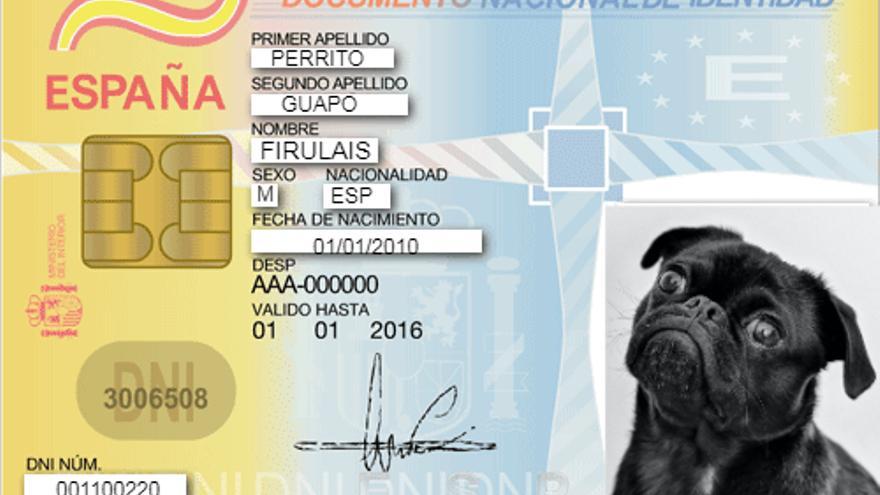 DOCUMENTO NACIONAL DE IDENTIDAD
ESPAÑA
PRIMER APELLIDO
PERRITO
SEGUNDO APELLIDO
GUAPO
NOMBRE
FIRULAIS
SEXO NACIONALIDAD
M ESP
FECHA DE NACIMIENTO
01/01/2010
MINISTERIO
DEL INTERIOR
DESP
AAA-000000
VALIDO HASTA
01 01 2016
DNI
3006508
DNI NÚM.
001100220